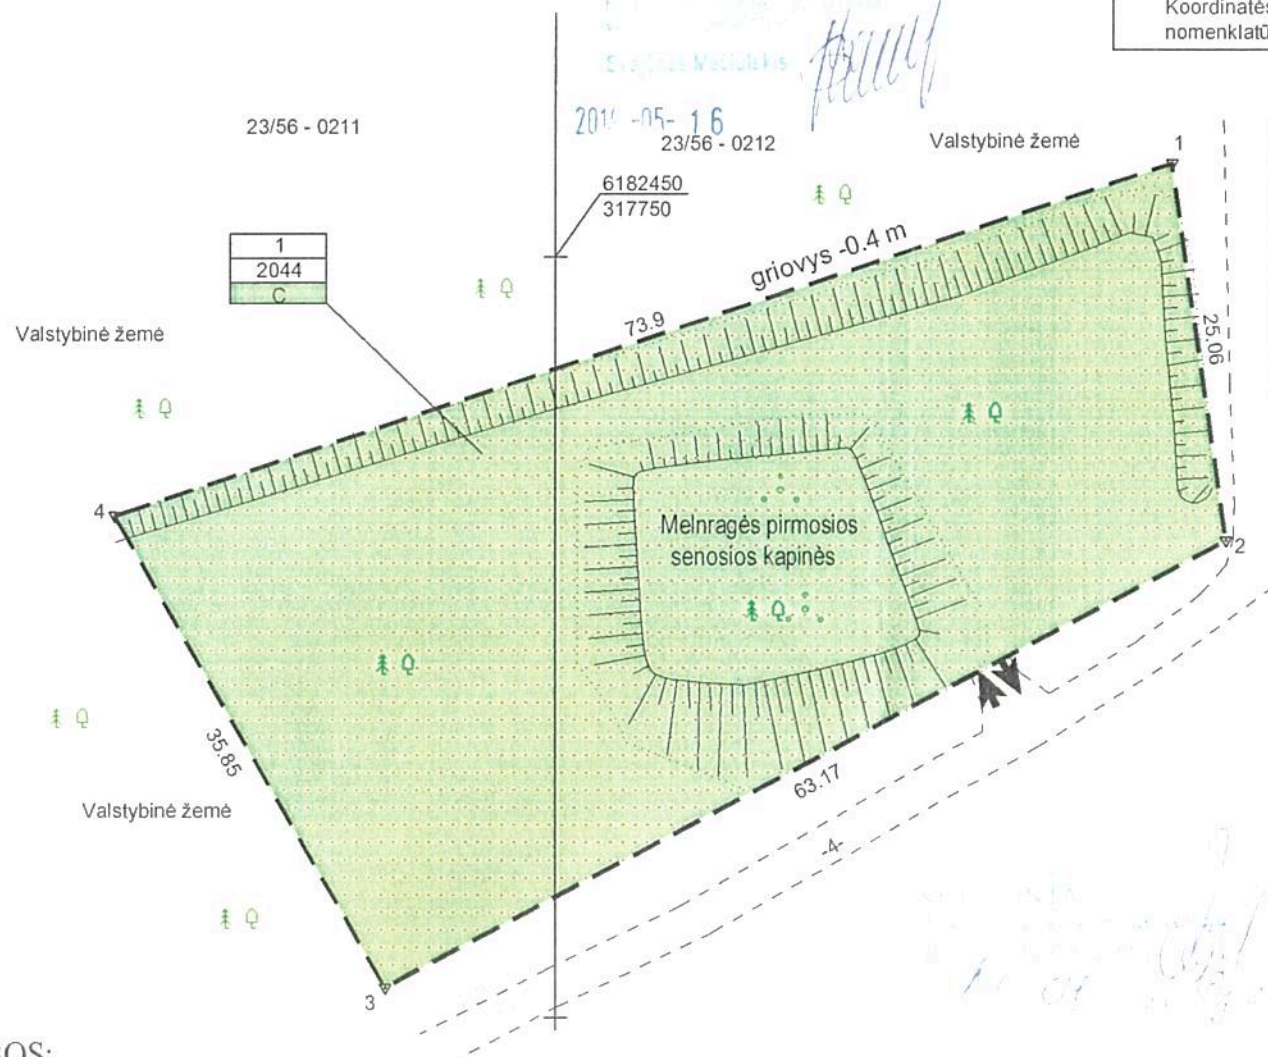 Koordinatės
nomenklatū
Mačiulskis
23/56 - 0211
05- 16
23/56 - 0212
Valstybinė žemė
1
6182450
317750
griovys -0.4 m
1
2044
C
73.9
25.06
Valstybinė žemė
4
Melnragės pirmosios
senosios kapinės
2
35.85
63.17
Valstybinė žemė
-4-
3